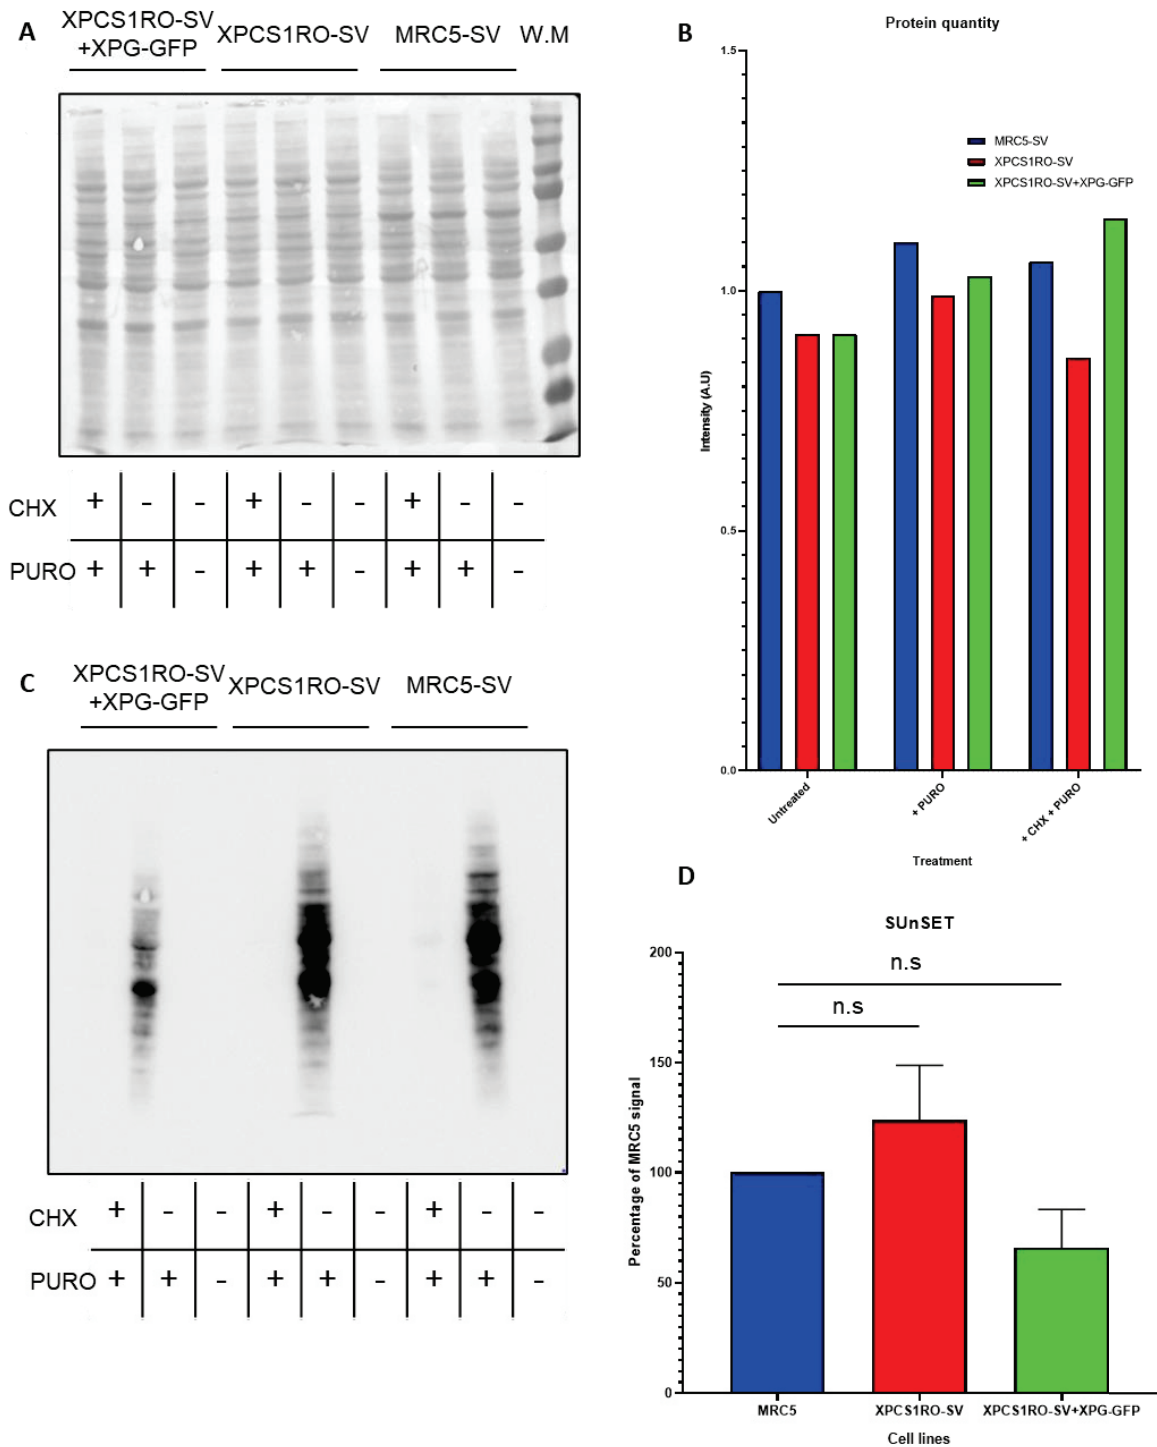 A
XPCS1RO-SV
+XPG-GFP
XPCS1RO-SV
MRC5-SV
W.M
CHX + - - + - - + - -
PURO + + - + + - + + -
B
Protein quantity
1.5
1.0
0.5
0.0
Intensity (A.U)
MRC5-SV
XPCS1RO-SV
XPCS1RO-SV+XPG-GFP
Untreated
+ PURO
+ CHX + PURO
Treatment
C
XPCS1RO-SV
+XPG-GFP
XPCS1RO-SV
MRC5-SV
CHX + - - + - - + - -
PURO + + - + + - + + -
D
SUnSET
200
150
100
50
0
Percentage of MRC5 signal
n.s
n.s
MRC5
XPCS1RO-SV
XPCS1RO-SV+XPG-GFP
Cell lines